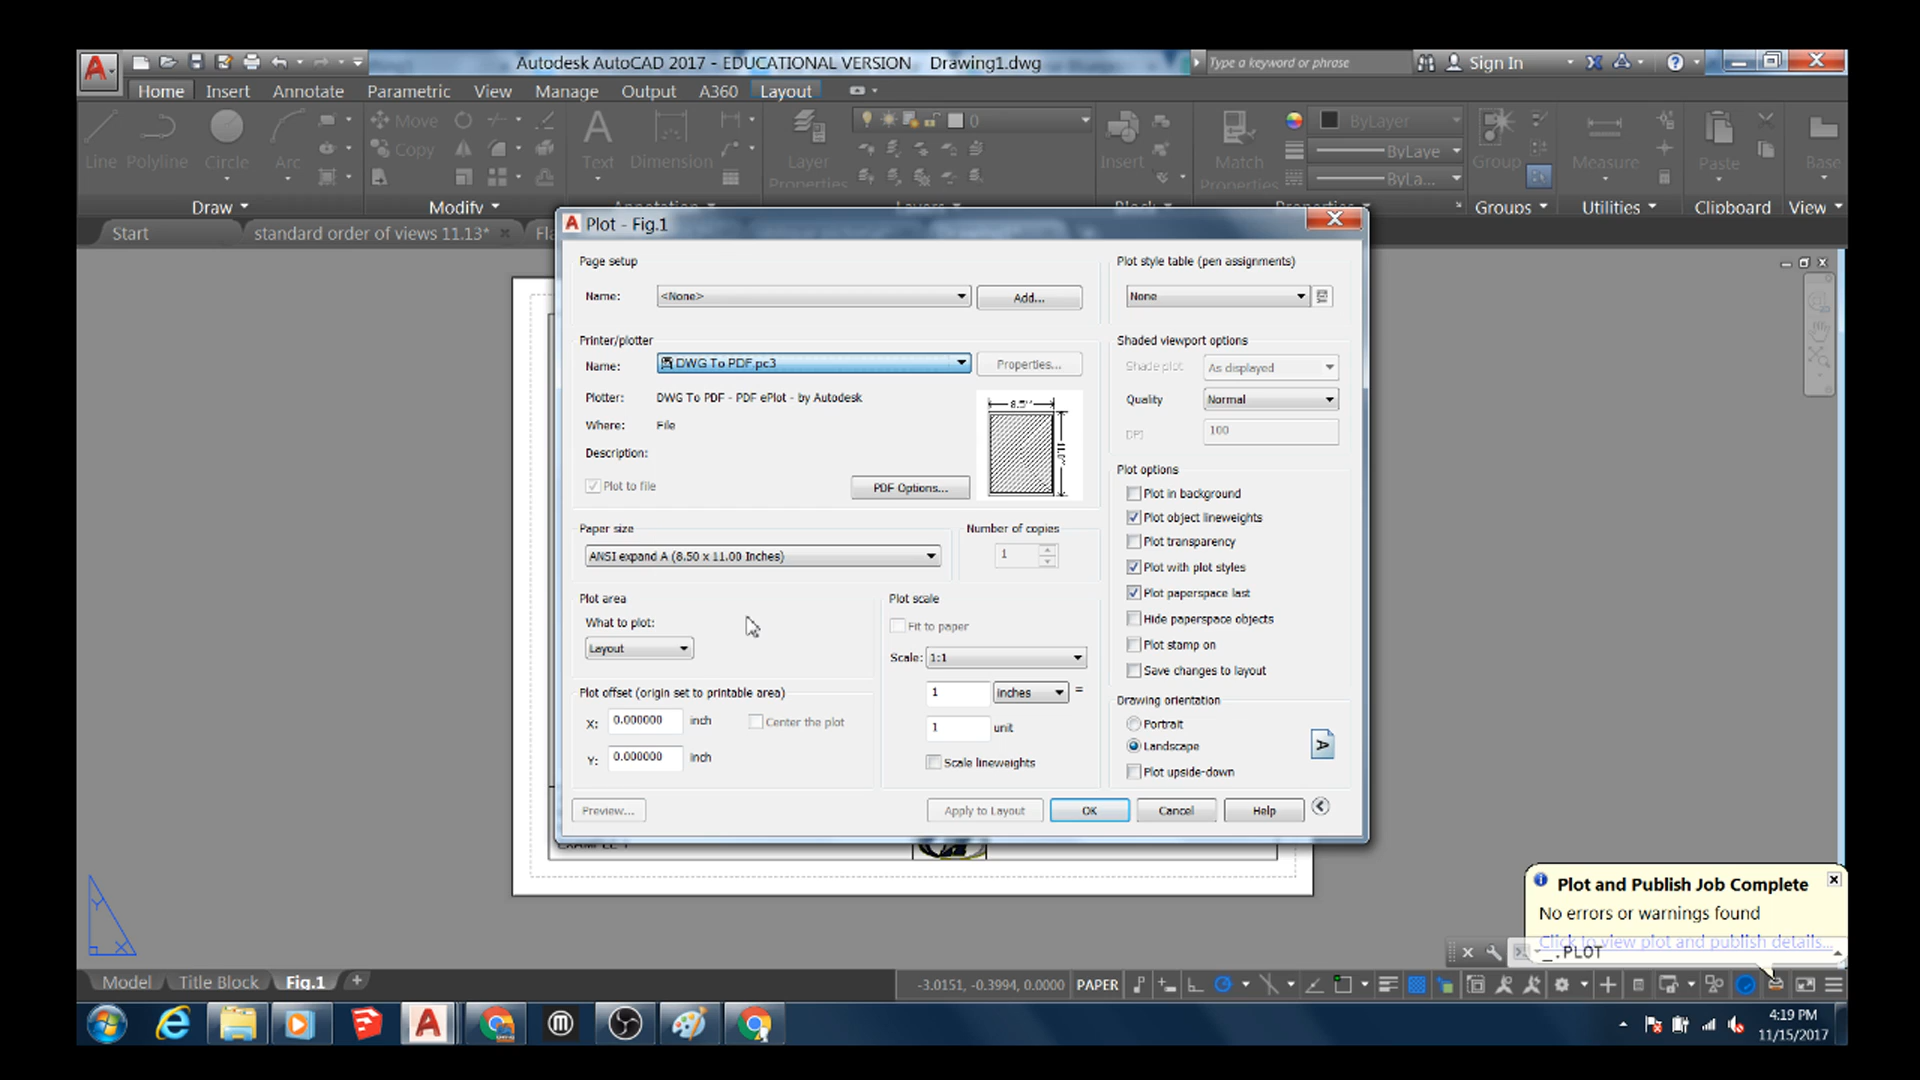 Autodesk AutoCAD 2017 - EDUCATIONAL VERSION Drawing1.dwg
Type a keyword or phrase
Sign In
Home Insert Annotate Parametric View Manage Output A360 Layout
Move
ByLayer
Copy
ByLaye
Line Polyline Circle Arc
Text Dimension
Layer
Insert
Match
Group
Measure
Paste
Base
Properties
Properties
ByLa...
0
Draw Modify
Groups Utilities Clipboard View
Start
standard order of views 11.13*
Plot - Fig.1
Page setup
Name: <None>
Add...
Printer/plotter
Name: DWG To PDF.pc3
Properties...
Plotter: DWG To PDF - PDF ePlot - by Autodesk
Where: File
Description:
Plot to file
PDF Options...
8.5''
11.0''
Paper size
ANSI expand A (8.50 x 11.00 Inches)
Number of copies
1
Plot area
What to plot:
Layout
Plot offset (origin set to printable area)
X: 0.000000 inch
Center the plot
Y: 0.000000 inch
Plot scale
Fit to paper
Scale: 1:1
1 inches =
1 unit
Scale lineweights
Plot style table (pen assignments)
None
Shaded viewport options
Shade plot As displayed
Quality Normal
DPI 100
Plot options
Plot in background
Plot object lineweights
Plot transparency
Plot with plot styles
Plot paperspace last
Hide paperspace objects
Plot stamp on
Save changes to layout
Drawing orientation
Portrait
Landscape
A
Plot upside-down
Preview...
Apply to Layout
OK
Cancel
Help
EXAMPLE 1
Y
X
Plot and Publish Job Complete
No errors or warnings found
Click to view plot and publish details...
_.PLOT
Model Title Block Fig.1 +
-3.0151, -0.3994, 0.0000 PAPER
4:19 PM
11/15/2017